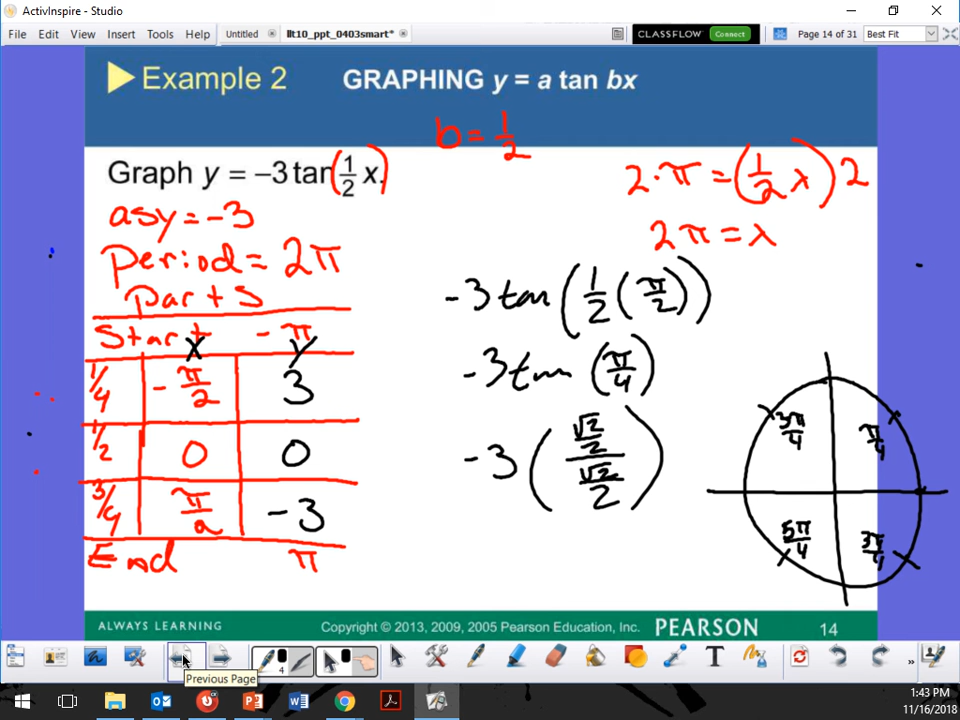 ActivInspire - Studio
File Edit View Insert Tools Help Untitled llt10_ppt_0403smart* CLASSFLOW Connect Page 14 of 31 Best Fit
Example 2 GRAPHING y = a tan bx
b = 1/2
Graph y = −3 tan(1/2 x.)
2·π = (1/2 x)2
asy = -3
2π = x
period = 2π
parts
-3 tan (1/2 (π/2))
Start - π
x y
1/4 - π/2 3
-3 tan (π/4)
1/2 0 0
-3 (√2/2 / √2/2)
3/4 π/2 -3
End π
3π/4 π/4
5π/4 3π/4
ALWAYS LEARNING Copyright © 2013, 2009, 2005 Pearson Education, Inc. PEARSON 14
4 T »
Previous Page
1:43 PM
11/16/2018